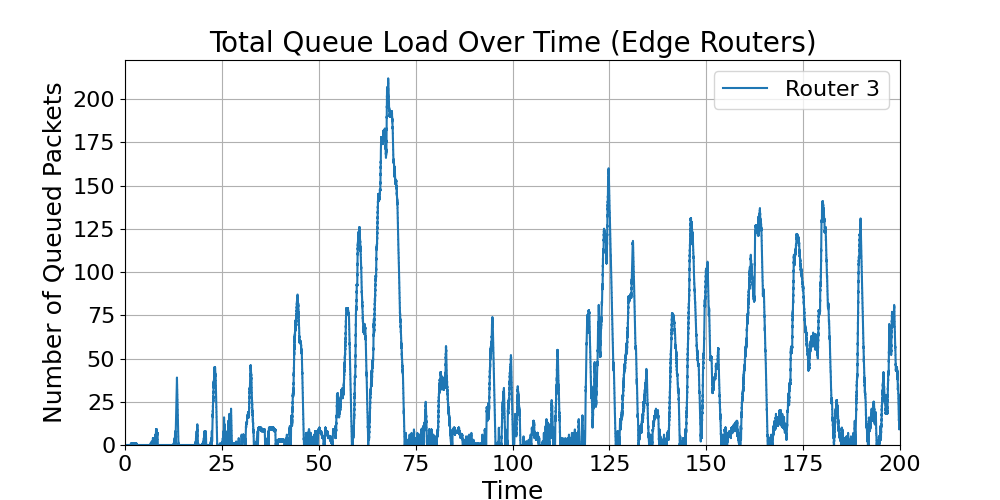 Total Queue Load Over Time (Edge Routers)
Router 3
Number of Queued Packets
200
175
150
125
100
75
50
25
0
0 25 50 75 100 125 150 175 200
Time